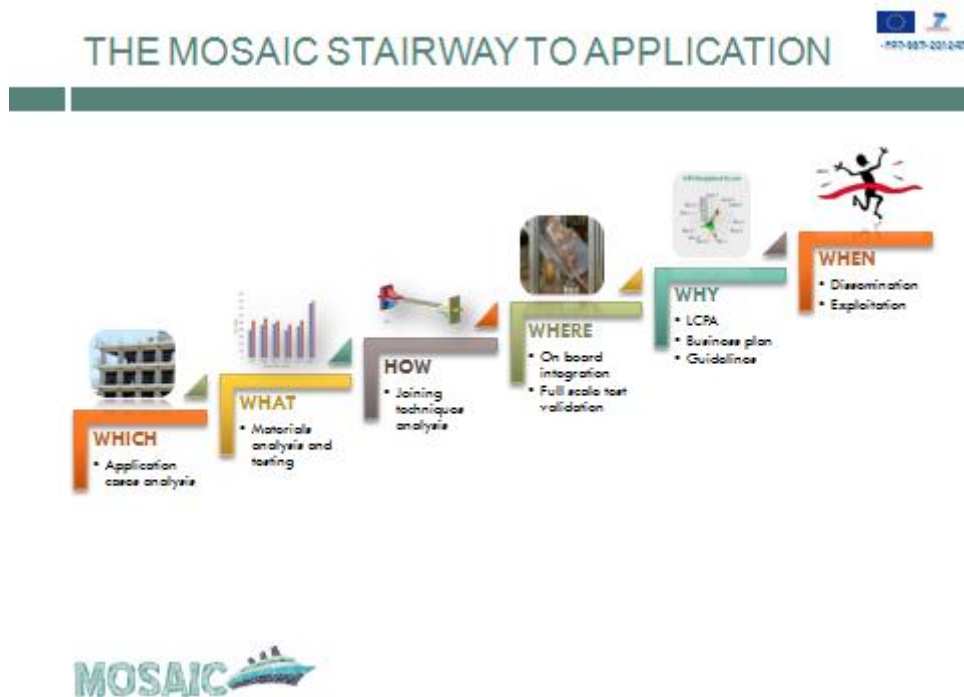 THE MOSAIC STAIRWAY TO APPLICATION
WHICH
▪ Application
cases analysis
WHAT
▪ Materials
analysis and
testing
HOW
▪ Joining
techniques
analysis
WHERE
▪ On board
integration
▪ Full scale test
validation
WHY
▪ LCPA
▪ Business plan
▪ Guidelines
WHEN
▪ Dissemination
▪ Exploitation
MOSAIC